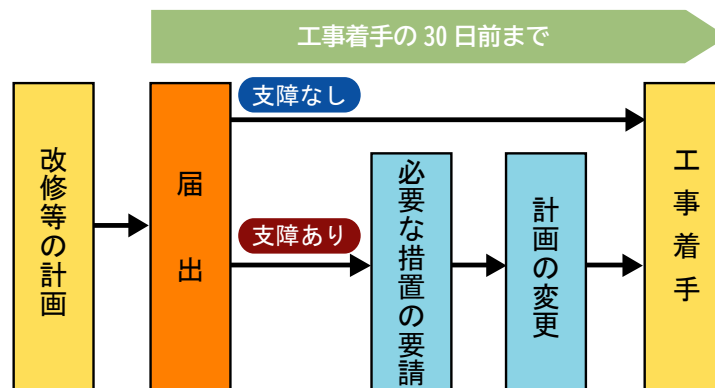 工事着手の30日前まで
改修等の計画
届出
支障なし
支障あり
必要な措置の要請
計画の変更
工事着手